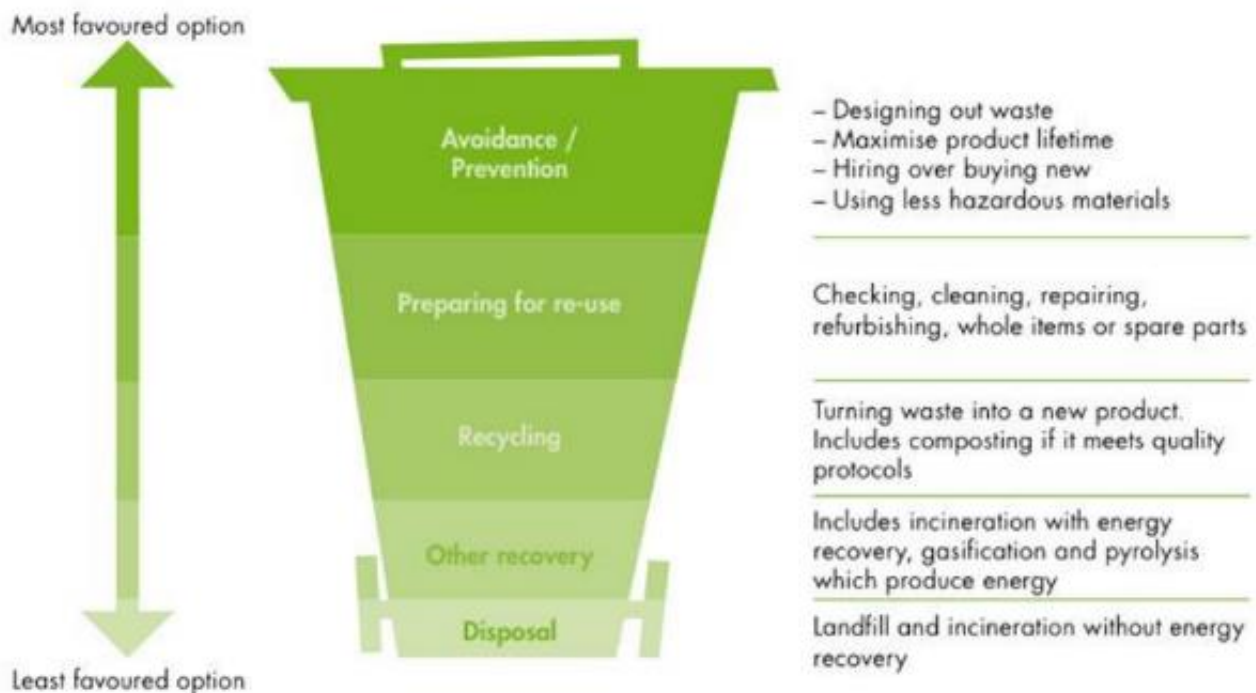 Most favoured option
Avoidance /
Prevention
– Designing out waste
– Maximise product lifetime
– Hiring over buying new
– Using less hazardous materials
Preparing for re-use
Checking, cleaning, repairing,
refurbishing, whole items or spare parts
Recycling
Turning waste into a new product.
Includes composting if it meets quality
protocols
Other recovery
Includes incineration with energy
recovery, gasification and pyrolysis
which produce energy
Disposal
Landfill and incineration without energy
recovery
Least favoured option